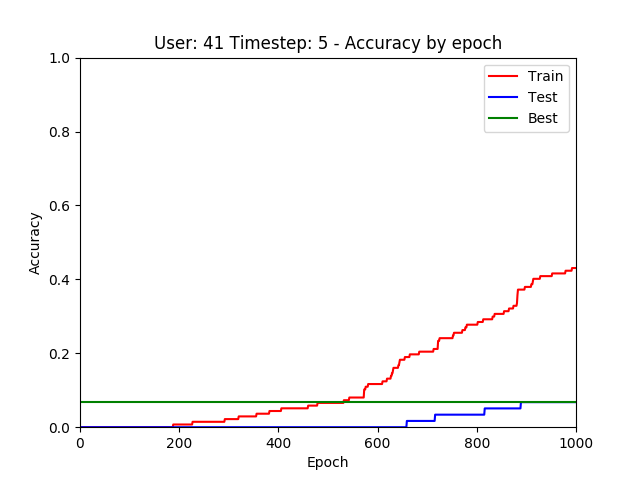 User: 41 Timestep: 5 - Accuracy by epoch
1.0
0.8
0.6
0.4
0.2
0.0
Accuracy
Train
Test
Best
0 200 400 600 800 1000
Epoch